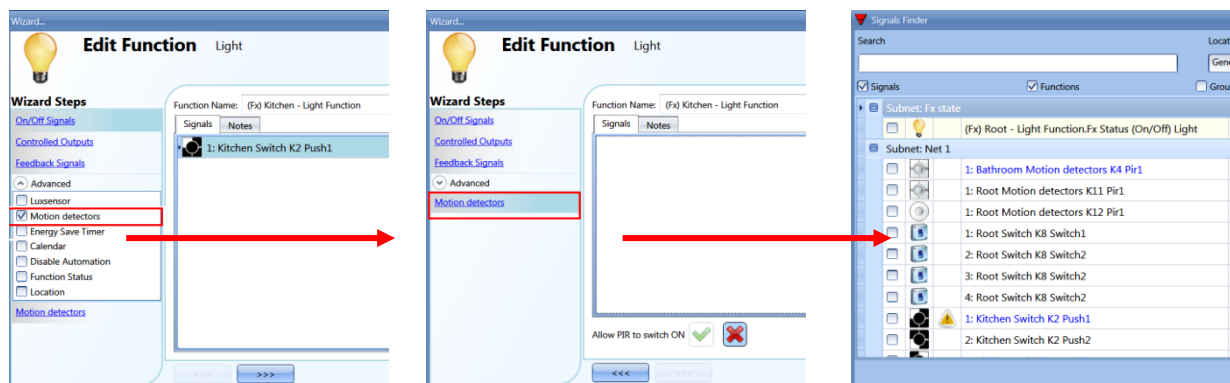 Wizard...
Edit Function Light
Wizard Steps
On/Off Signals
Controlled Outputs
Feedback Signals
Advanced
Luxsensor
Motion detectors
Energy Save Timer
Calendar
Disable Automation
Function Status
Location
Motion detectors
Function Name: (Fx) Kitchen - Light Function
Signals Notes
1: Kitchen Switch K2 Push1
<<< >>>
Wizard...
Edit Function Light
Wizard Steps
On/Off Signals
Controlled Outputs
Feedback Signals
Advanced
Motion detectors
Function Name: (Fx) Kitchen - Light Function
Signals Notes
Allow PIR to switch ON
<<< >>>
Signals Finder
Search Locat
Gene
Signals Functions Grou
Subnet: Fx state
(Fx) Root - Light Function.Fx Status (On/Off) Light
Subnet: Net 1
1: Bathroom Motion detectors K4 Pir1
1: Root Motion detectors K11 Pir1
1: Root Motion detectors K12 Pir1
1: Root Switch K8 Switch1
2: Root Switch K8 Switch2
3: Root Switch K8 Switch2
4: Root Switch K8 Switch2
1: Kitchen Switch K2 Push1
2: Kitchen Switch K2 Push2